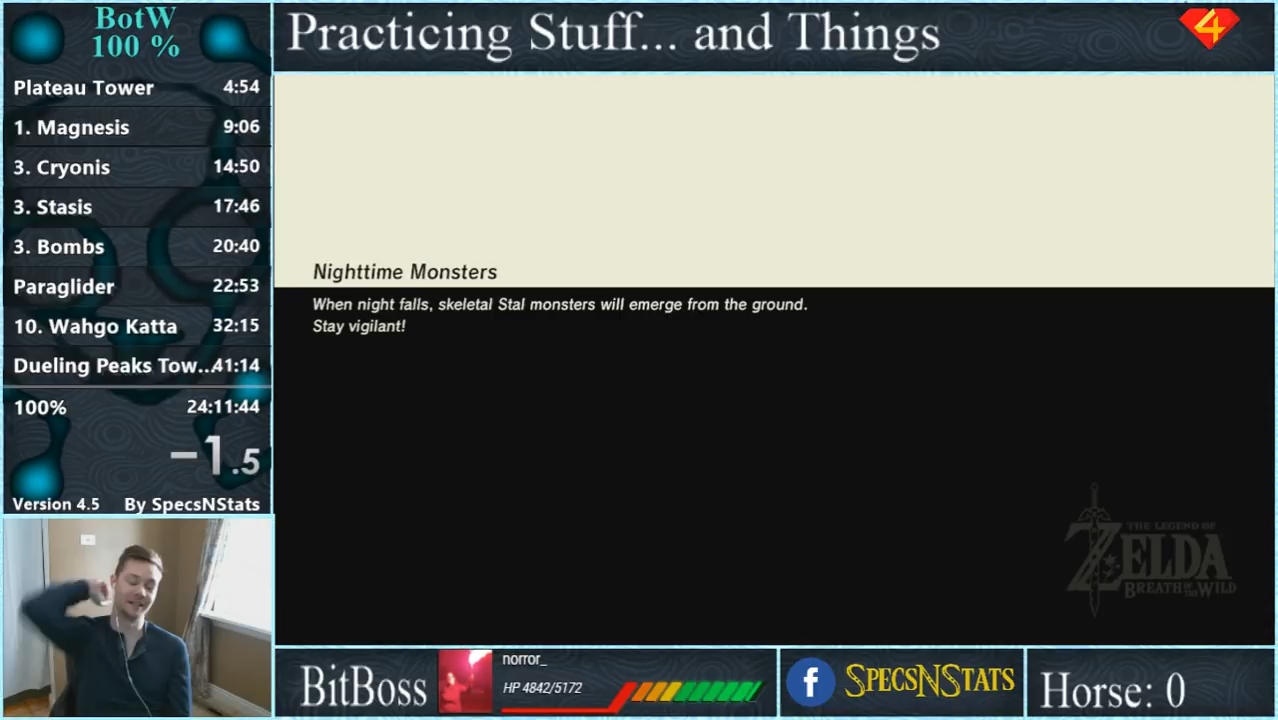 BotW
100 %
Plateau Tower 4:54
1. Magnesis 9:06
3. Cryonis 14:50
3. Stasis 17:46
3. Bombs 20:40
Paraglider 22:53
10. Wahgo Katta 32:15
Dueling Peaks Tow... 41:14
100% 24:11:44
-1.5
Version 4.5 By SpecsNStats
Practicing Stuff... and Things
4
Nighttime Monsters
When night falls, skeletal Stal monsters will emerge from the ground.
Stay vigilant!
THE LEGEND OF
ZELDA
BREATH OF THE WILD
BitBoss
norror_
HP 4842/5172
f
SPECSNSTATS
Horse: 0